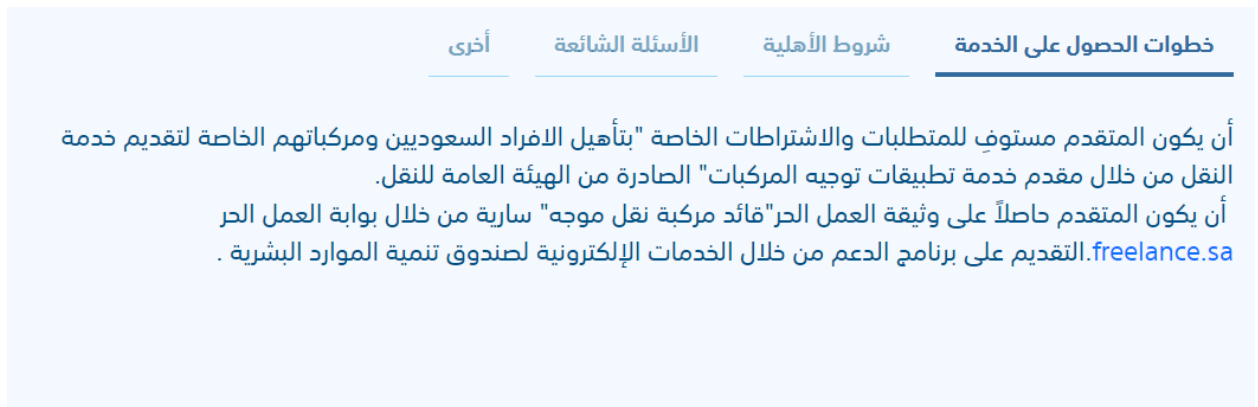 خطوات الحصول على الخدمة
شروط الأهلية
الأسئلة الشائعة
أخرى
أن يكون المتقدم مستوفٍ للمتطلبات والاشتراطات الخاصة "بتأهيل الافراد السعوديين ومركباتهم الخاصة لتقديم خدمة
النقل من خلال مقدم خدمة تطبيقات توجيه المركبات" الصادرة من الهيئة العامة للنقل.
أن يكون المتقدم حاصلاً على وثيقة العمل الحر"قائد مركبة نقل موجه" سارية من خلال بوابة العمل الحر
freelance.sa.التقديم على برنامج الدعم من خلال الخدمات الإلكترونية لصندوق تنمية الموارد البشرية .